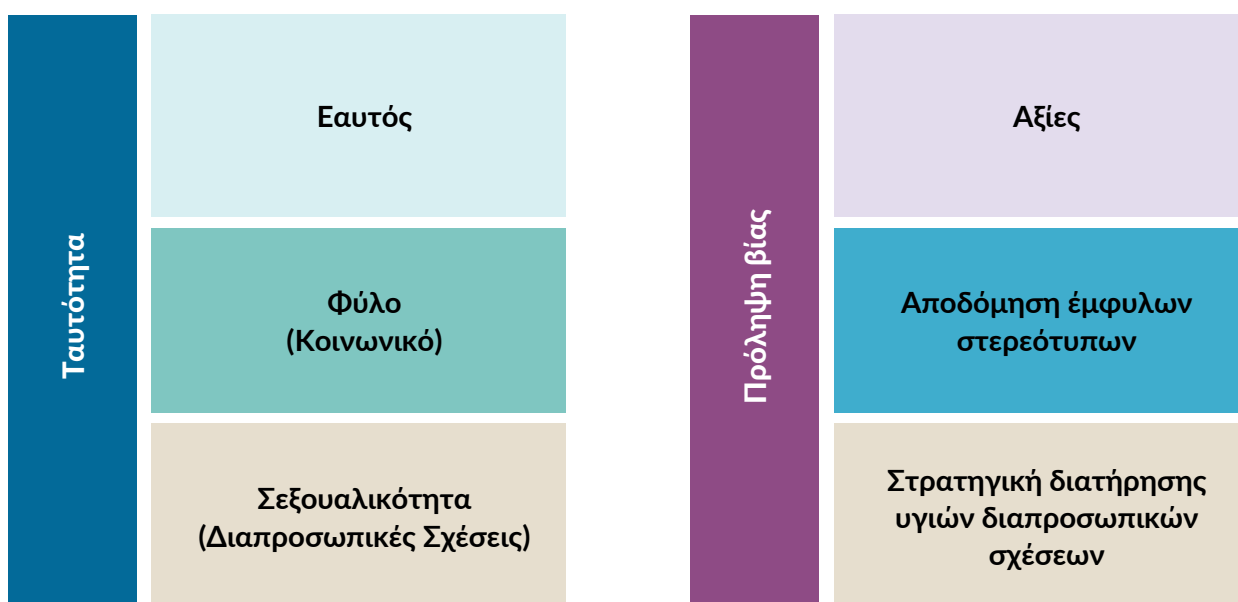 Ταυτότητα
Εαυτός
Φύλο
(Κοινωνικό)
Σεξουαλικότητα
(Διαπροσωπικές Σχέσεις)
Πρόληψη βίας
Αξίες
Αποδόμηση έμφυλων
στερεότυπων
Στρατηγική διατήρησης
υγιών διαπροσωπικών
σχέσεων